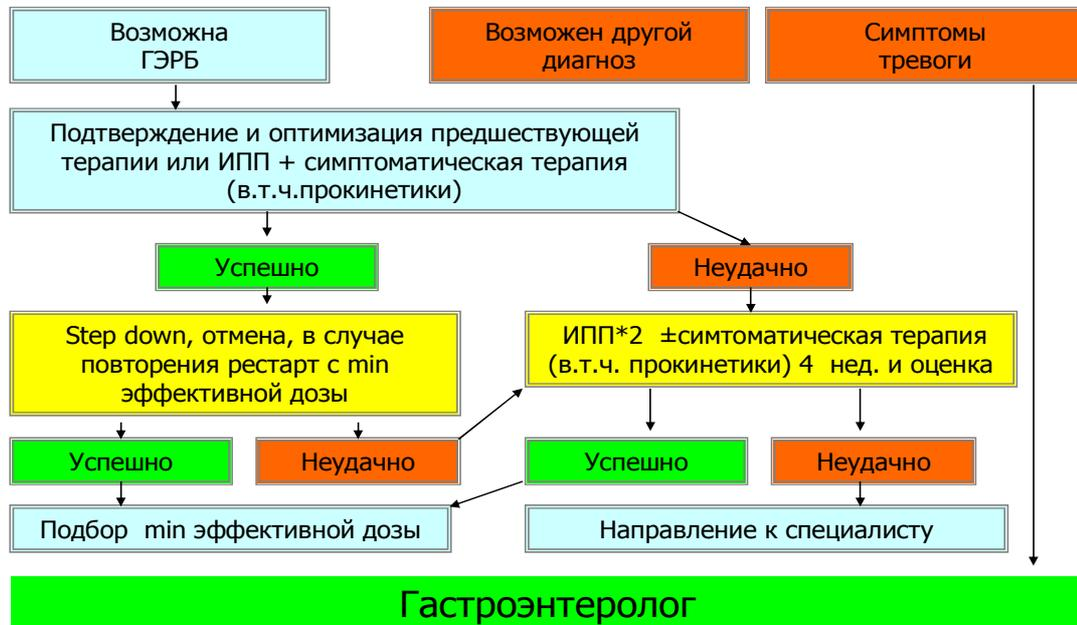 Возможна
ГЭРБ
Возможен другой
диагноз
Симптомы
тревоги
Подтверждение и оптимизация предшествующей
терапии или ИПП + симптоматическая терапия
(в.т.ч.прокинетики)
Успешно
Неудачно
Step down, отмена, в случае
повторения рестарт с min
эффективной дозы
ИПП*2 ±симтоматическая терапия
(в.т.ч. прокинетики) 4 нед. и оценка
Успешно
Неудачно
Успешно
Неудачно
Подбор min эффективной дозы
Направление к специалисту
Гастроэнтеролог